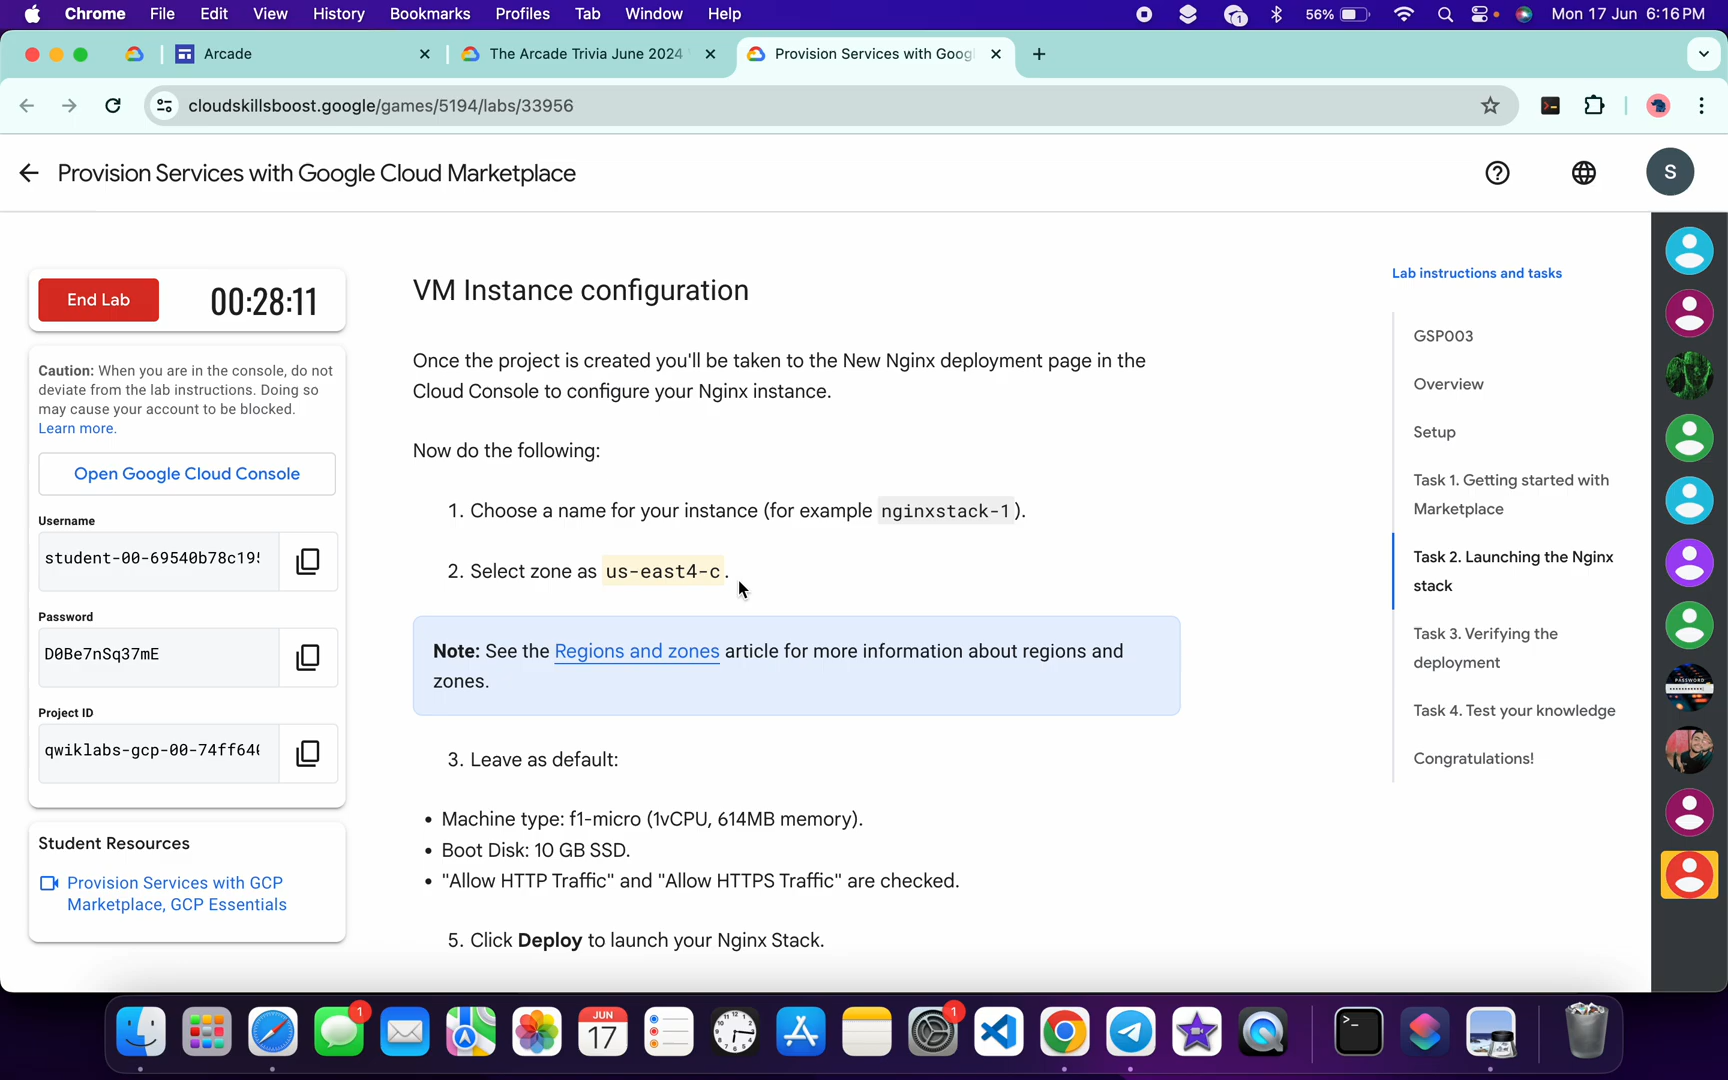 Chrome File Edit View History Bookmarks Profiles Tab Window Help 1 56% Mon 17 Jun 6:16 PM
Arcade The Arcade Trivia June 2024 Provision Services with Goog
cloudskillsboost.google/games/5194/labs/33956
Provision Services with Google Cloud Marketplace
S
End Lab 00:28:11
Caution: When you are in the console, do not
deviate from the lab instructions. Doing so
may cause your account to be blocked.
Learn more.
Open Google Cloud Console
Username
student-00-69540b78c19
Password
D0Be7nSq37mE
Project ID
qwiklabs-gcp-00-74ff64
Student Resources
Provision Services with GCP
Marketplace, GCP Essentials
VM Instance configuration
Once the project is created you'll be taken to the New Nginx deployment page in the
Cloud Console to configure your Nginx instance.
Now do the following:
1. Choose a name for your instance (for example nginxstack-1).
2. Select zone as us-east4-c.
Note: See the Regions and zones article for more information about regions and
zones.
3. Leave as default:
• Machine type: f1-micro (1vCPU, 614MB memory).
• Boot Disk: 10 GB SSD.
• "Allow HTTP Traffic" and "Allow HTTPS Traffic" are checked.
5. Click Deploy to launch your Nginx Stack.
Lab instructions and tasks
GSP003
Overview
Setup
Task 1. Getting started with
Marketplace
Task 2. Launching the Nginx
stack
Task 3. Verifying the
deployment
Task 4. Test your knowledge
Congratulations!
PASSWORD
1
JUN
17
1